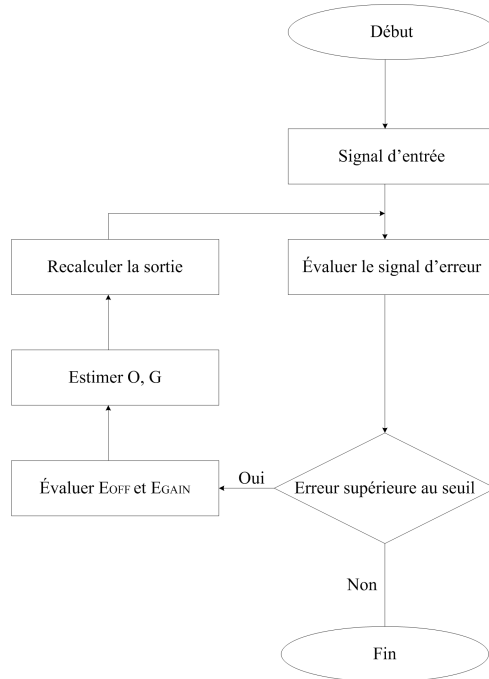 Début
Signal d'entrée
Recalculer la sortie
Évaluer le signal d'erreur
Estimer O, G
Évaluer EOFF et EGAIN
Oui
Erreur supérieure au seuil
Non
Fin